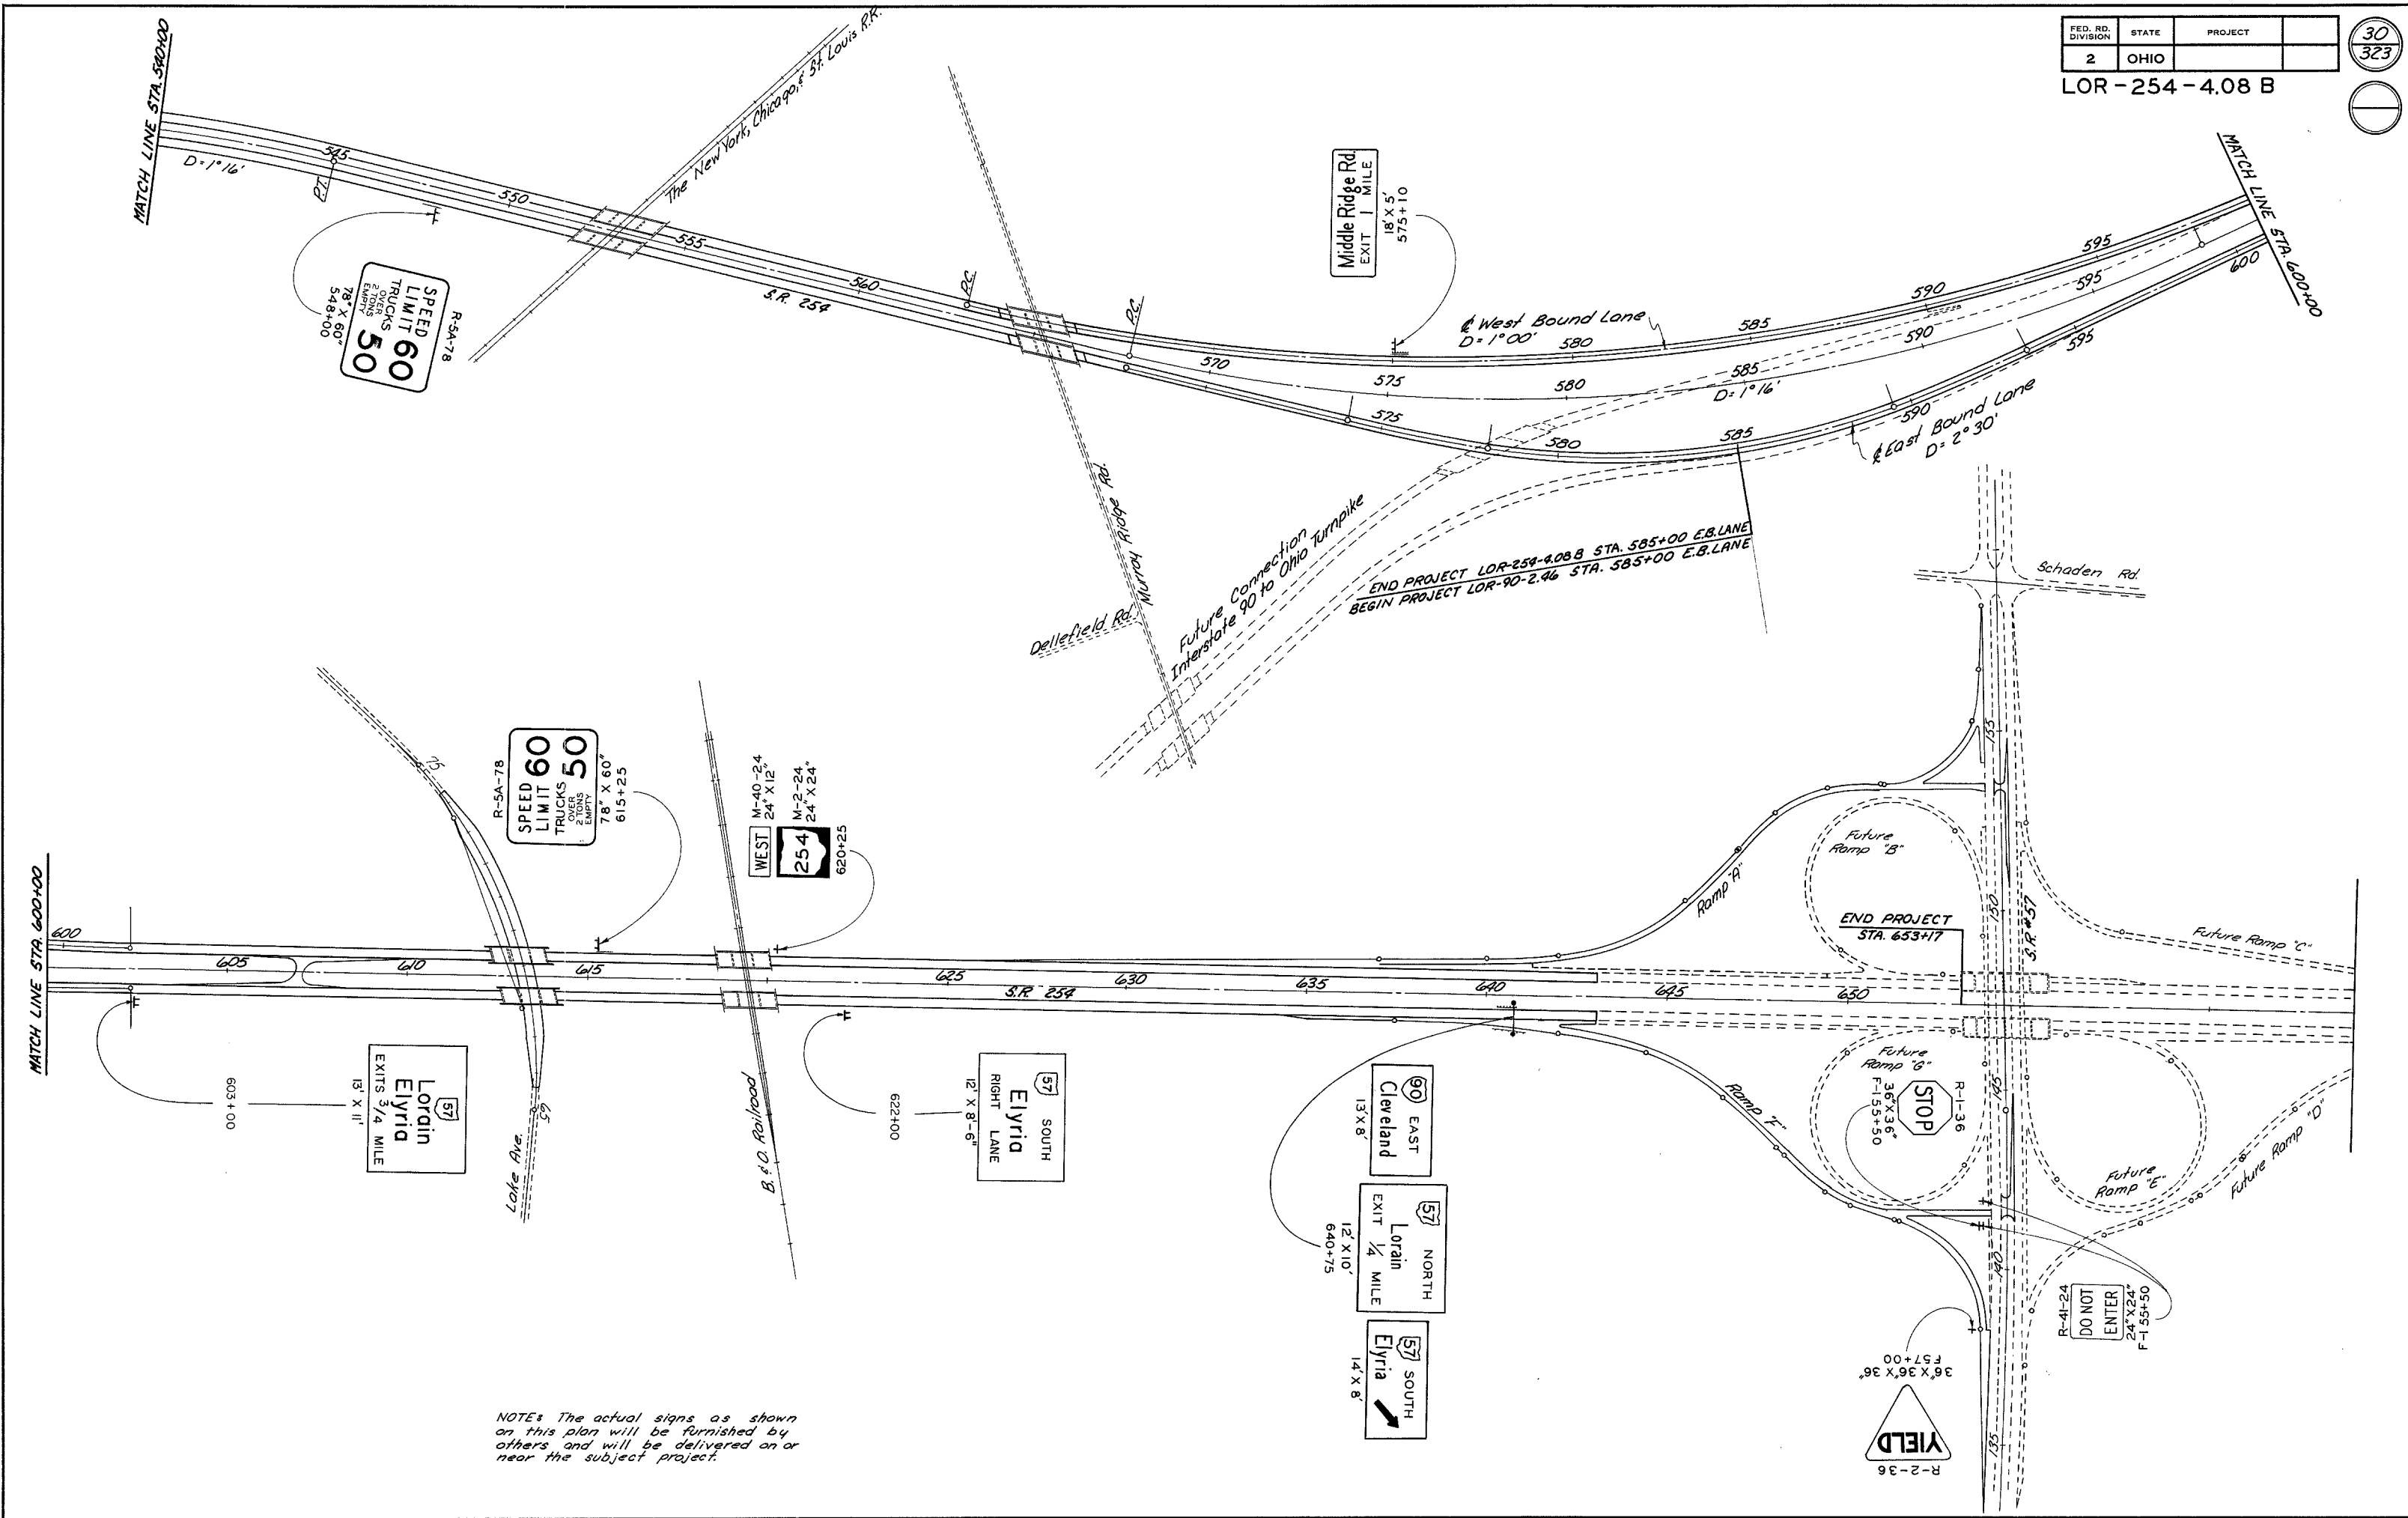 FED. RD. DIVISION STATE PROJECT
2 OHIO
30
323
LOR-254-4.08 B
MATCH LINE STA. 540+00
D=1°16'
545
P.T.
550
The New York, Chicago, & St. Louis R.R.
555
560
S.R. 254
P.C.
P.C.
R-5A-78
SPEED
LIMIT 60
TRUCKS 50
OVER
2 TONS
EMPTY
78" X 60"
548+00
Middle Ridge Rd.
EXIT 1 MILE
18' X 5'
575+10
℄ West Bound Lane
D=1°00'
580
585
590
595
MATCH LINE STA. 600+00
600
570
575
580
585
590
595
D=1°16'
575
580
585
590
595
℄ East Bound Lane
D=2°30'
Murray Ridge Rd.
Dellefield Rd.
Future Connection
Interstate 90 to Ohio Turnpike
END PROJECT LOR-254-4.08 B STA. 585+00 E.B. LANE
BEGIN PROJECT LOR-90-2.46 STA. 585+00 E.B. LANE
Schaden Rd.
MATCH LINE STA. 600+00
600
605
610
615
625
630
635
640
645
650
S.R. 254
75
65
Lake Ave.
R-5A-78
SPEED 60
LIMIT
TRUCKS 50
OVER
2 TONS
EMPTY
78" X 60"
615+25
M-40-24
24" X 12"
WEST
M-2-24
24" X 24"
254
620+25
B. & O. Railroad
603+00
57
Lorain
Elyria
EXITS 3/4 MILE
13' X 11'
622+00
57 SOUTH
Elyria
RIGHT LANE
12' X 8'-6"
90 EAST
Cleveland
13' X 8'
57 NORTH
Lorain
EXIT 1/4 MILE
12' X 10'
640+75
57 SOUTH
Elyria
14' X 8'
Ramp "A"
Future
Ramp "B"
Future Ramp "C"
Future Ramp "D"
Future
Ramp "E"
Ramp "F"
Future
Ramp "G"
END PROJECT
STA. 653+17
S.R. #57
155
150
145
140
135
R-1-36
STOP
36" X 36"
F-1 55+50
R-41-24
DO NOT
ENTER
24" X 24"
F-1 55+50
R-2-36
YIELD
36" X 36" X 36"
F57+00
NOTE: The actual signs as shown
on this plan will be furnished by
others and will be delivered on or
near the subject project.